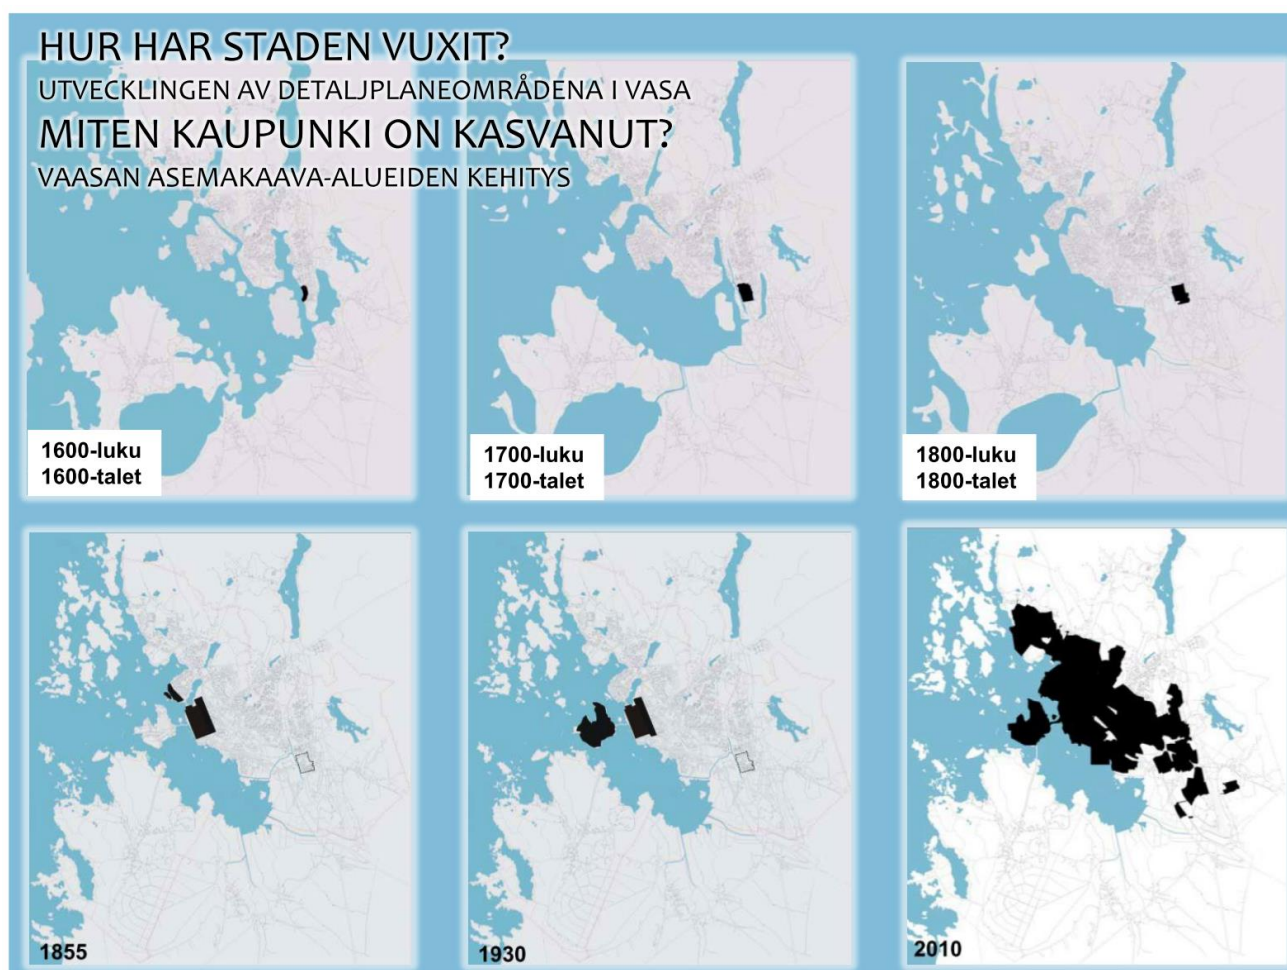 HUR HAR STADEN VUXIT?
UTVECKLINGEN AV DETALJPLANEOMRÅDENA I VASA
MITEN KAUPUNKI ON KASVANUT?
VAASAN ASEMAKAAVA-ALUEIDEN KEHITYS
1600-luku
1600-talet
1700-luku
1700-talet
1800-luku
1800-talet
1855
1930
2010